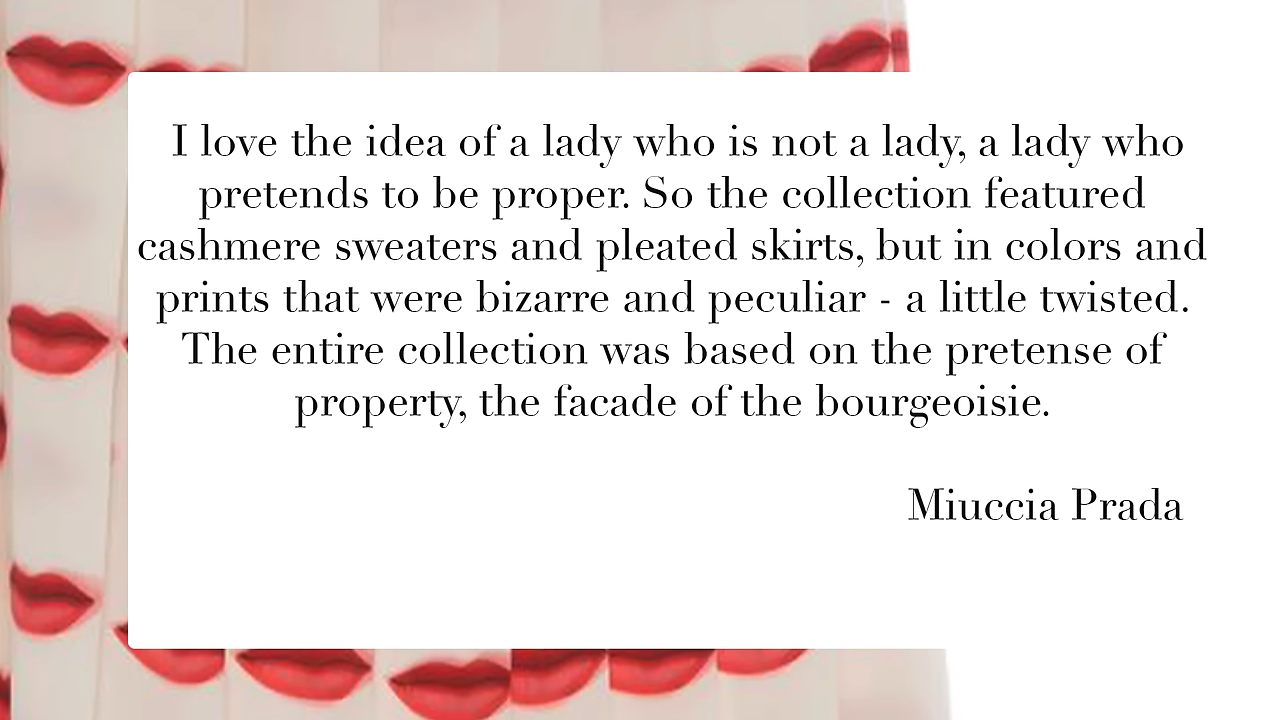 I love the idea of a lady who is not a lady, a lady who
pretends to be proper. So the collection featured
cashmere sweaters and pleated skirts, but in colors and
prints that were bizarre and peculiar - a little twisted.
The entire collection was based on the pretense of
property, the facade of the bourgeoisie.
Miuccia Prada